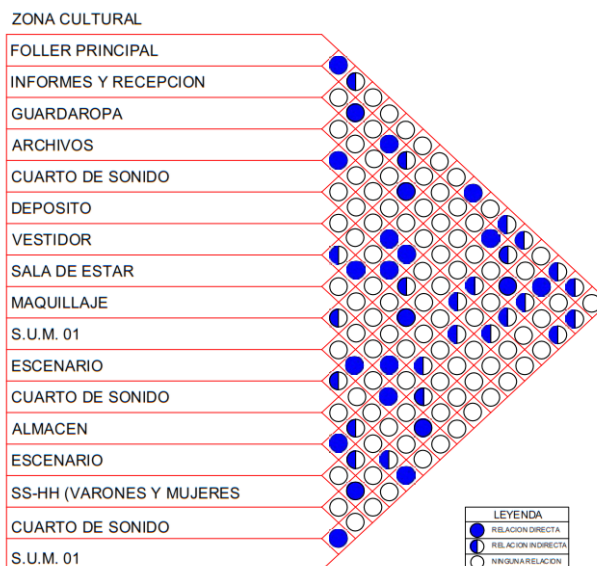 ZONA CULTURAL
FOLLER PRINCIPAL
INFORMES Y RECEPCION
GUARDAROPA
ARCHIVOS
CUARTO DE SONIDO
DEPOSITO
VESTIDOR
SALA DE ESTAR
MAQUILLAJE
S.U.M. 01
ESCENARIO
CUARTO DE SONIDO
ALMACEN
ESCENARIO
SS-HH (VARONES Y MUJERES
CUARTO DE SONIDO
S.U.M. 01
LEYENDA
RELACION DIRECTA
RELACION INDIRECTA
NINGUNA RELACION